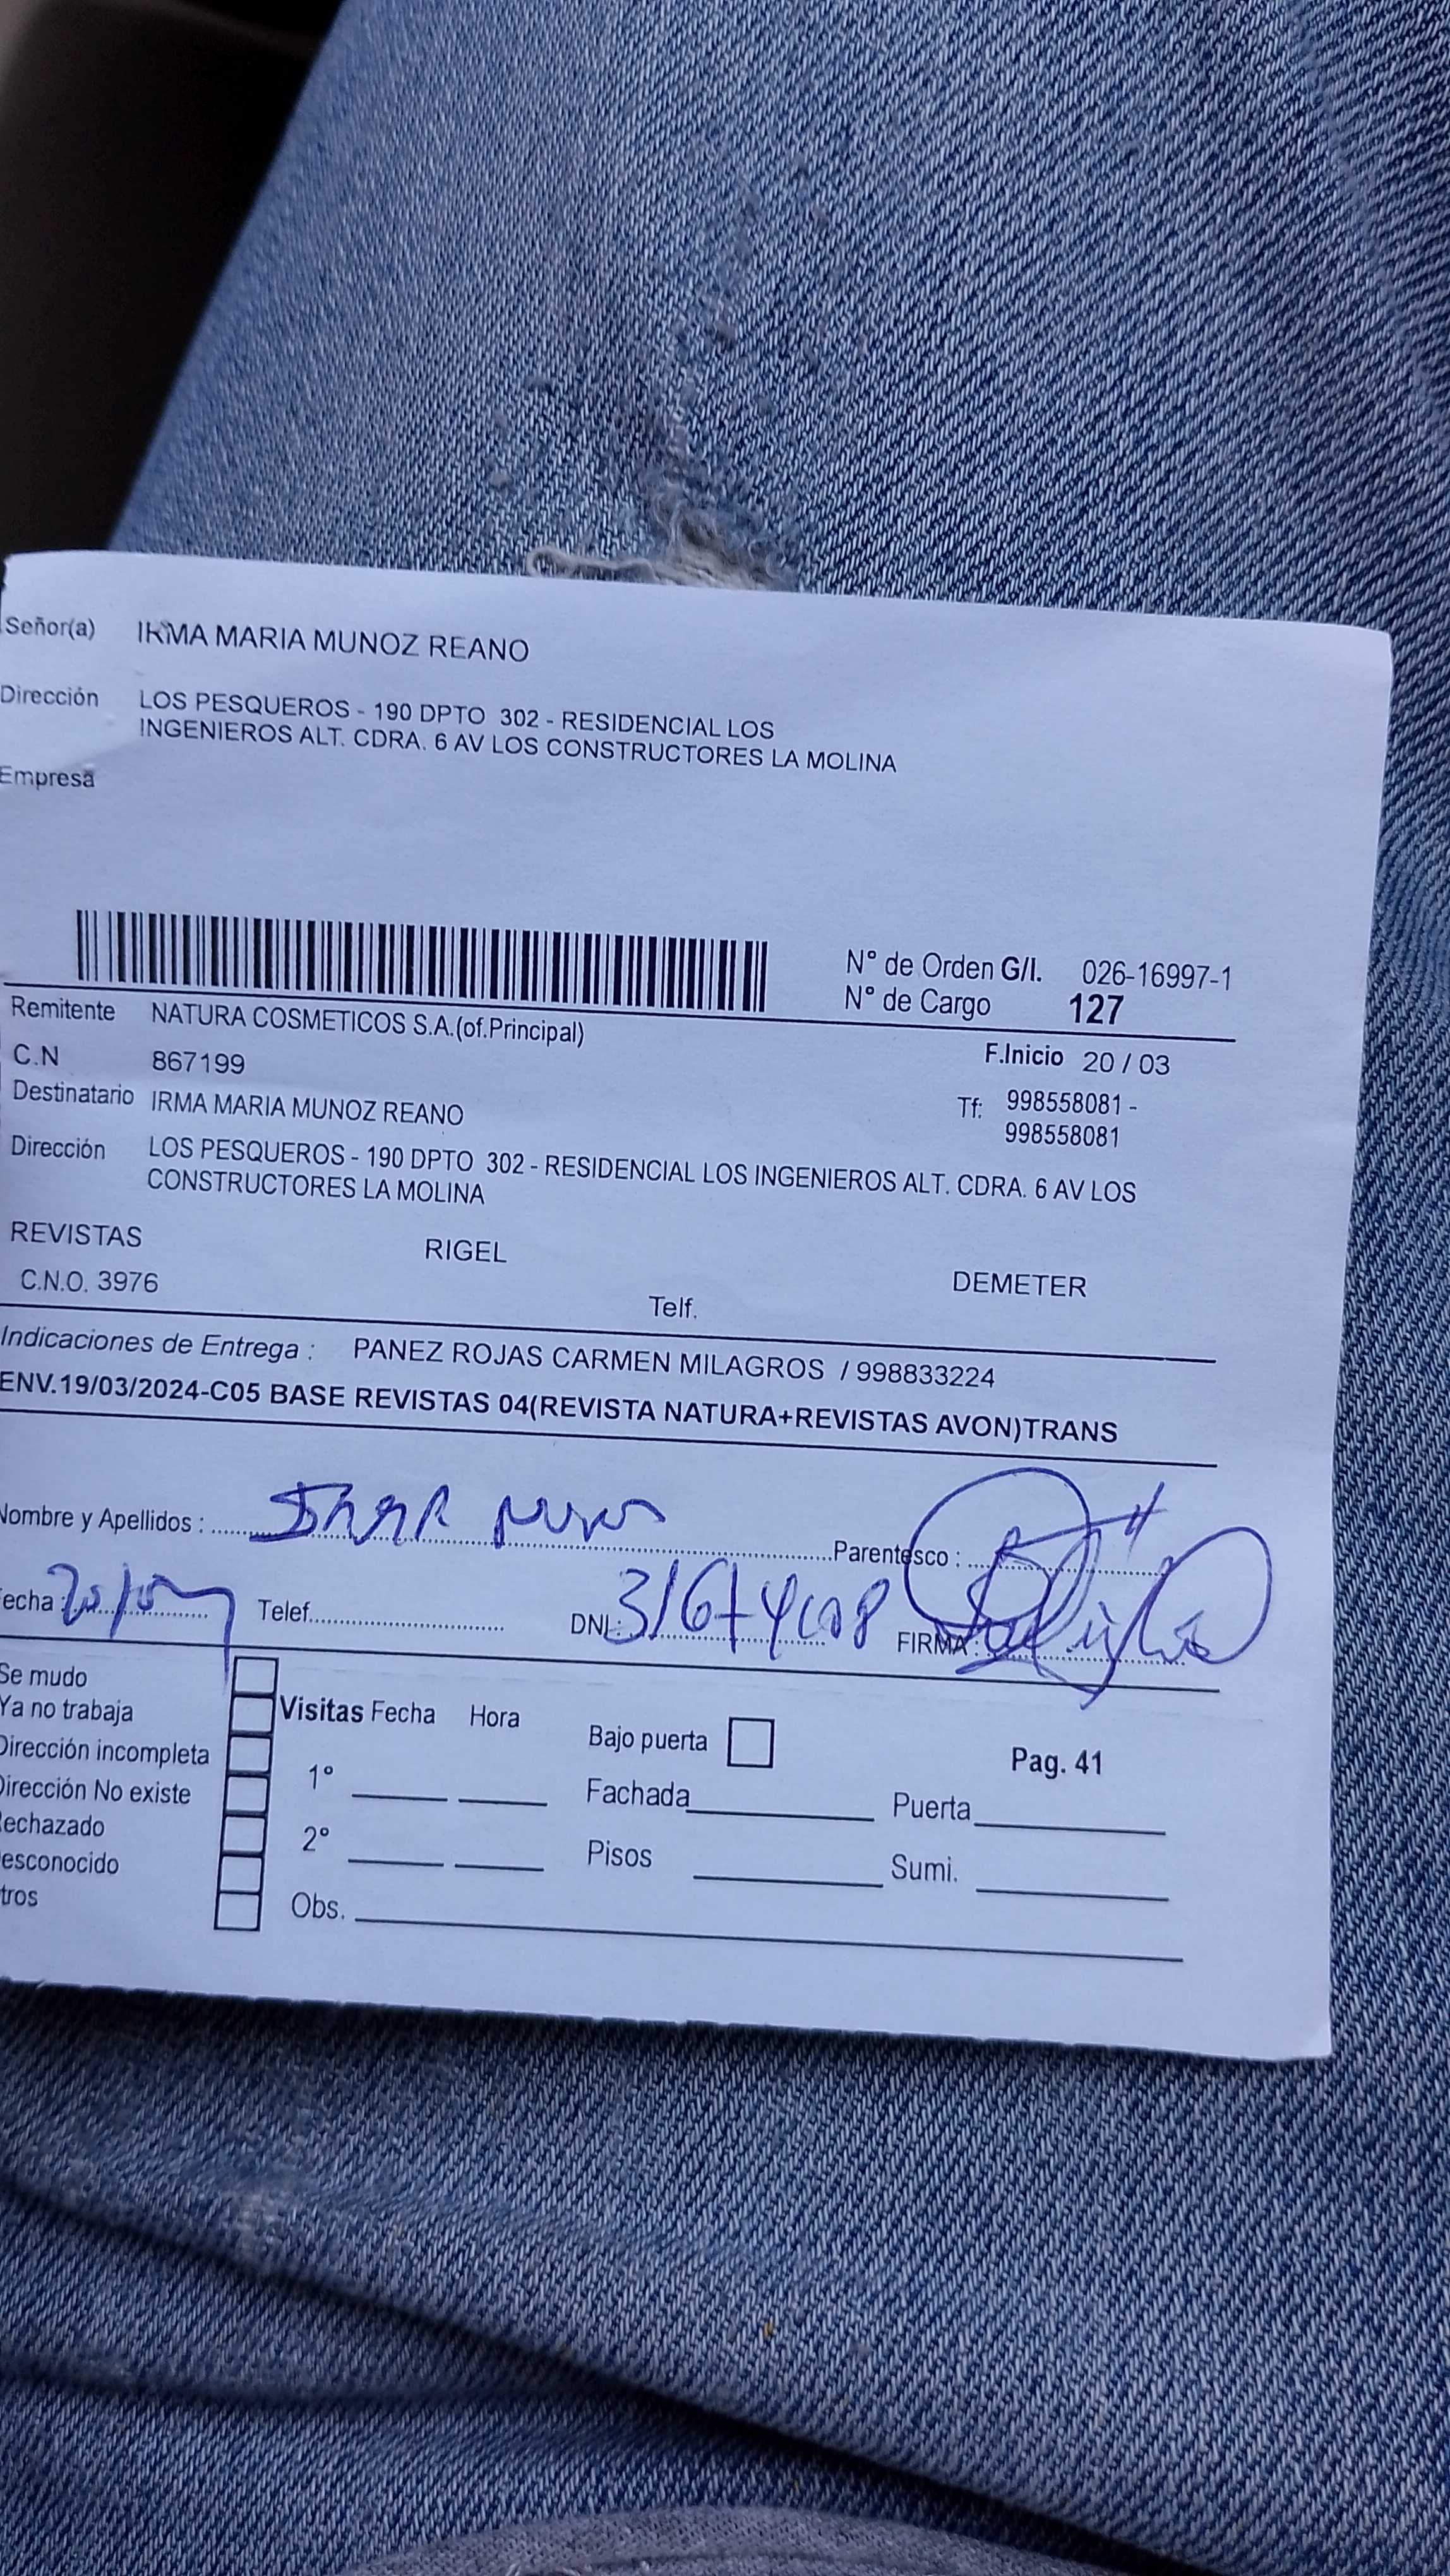 Señor(a) IRMA MARIA MUNOZ REANO
Dirección LOS PESQUEROS - 190 DPTO 302 - RESIDENCIAL LOS
INGENIEROS ALT. CDRA. 6 AV LOS CONSTRUCTORES LA MOLINA
Empresa
N° de Orden G/I. 026-16997-1
N° de Cargo 127
Remitente NATURA COSMETICOS S.A.(of.Principal)
C.N 867199 F.Inicio 20 / 03
Destinatario IRMA MARIA MUNOZ REANO Tf: 998558081 -
998558081
Dirección LOS PESQUEROS - 190 DPTO 302 - RESIDENCIAL LOS INGENIEROS ALT. CDRA. 6 AV LOS
CONSTRUCTORES LA MOLINA
REVISTAS RIGEL DEMETER
C.N.O. 3976 Telf.
Indicaciones de Entrega : PANEZ ROJAS CARMEN MILAGROS / 998833224
ENV.19/03/2024-C05 BASE REVISTAS 04(REVISTA NATURA+REVISTAS AVON)TRANS
Nombre y Apellidos : Parentesco :
echa Telef. DNI: FIRMA :
Se mudo
Ya no trabaja Visitas Fecha Hora Bajo puerta Pag. 41
Dirección incompleta 1° Fachada Puerta
Dirección No existe
Rechazado 2° Pisos Sumi.
esconocido
tros Obs.